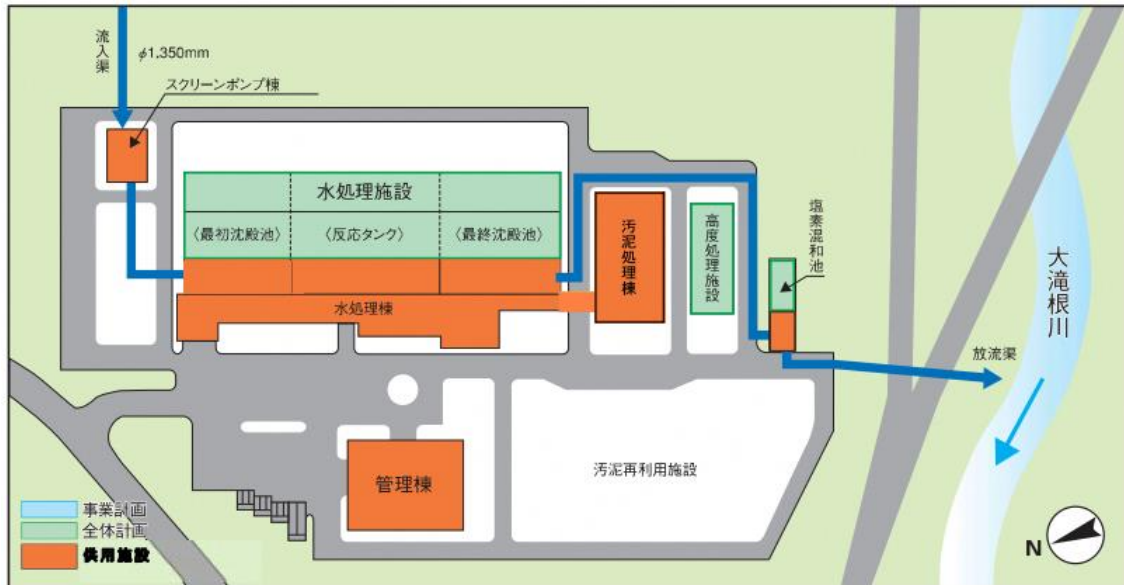 流入渠
φ1,350mm
スクリーンポンプ棟
水処理施設
〈最初沈殿池〉
〈反応タンク〉
〈最終沈殿池〉
水処理棟
汚泥処理棟
高度処理施設
塩素混和池
大滝根川
放流渠
汚泥再利用施設
管理棟
事業計画
全体計画
供用施設
N